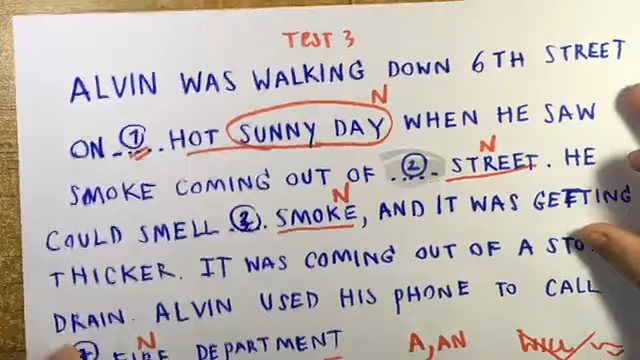 TEST 3
ALVIN WAS WALKING DOWN 6TH STREET
N
ON ..①... HOT SUNNY DAY WHEN HE SAW
N
SMOKE COMING OUT OF ..②.. STREET. HE
N
COULD SMELL ③. SMOKE, AND IT WAS GETTING
THICKER. IT WAS COMING OUT OF A
DRAIN. ALVIN USED HIS PHONE TO CALL
N
FIRE DEPARTMENT A, AN